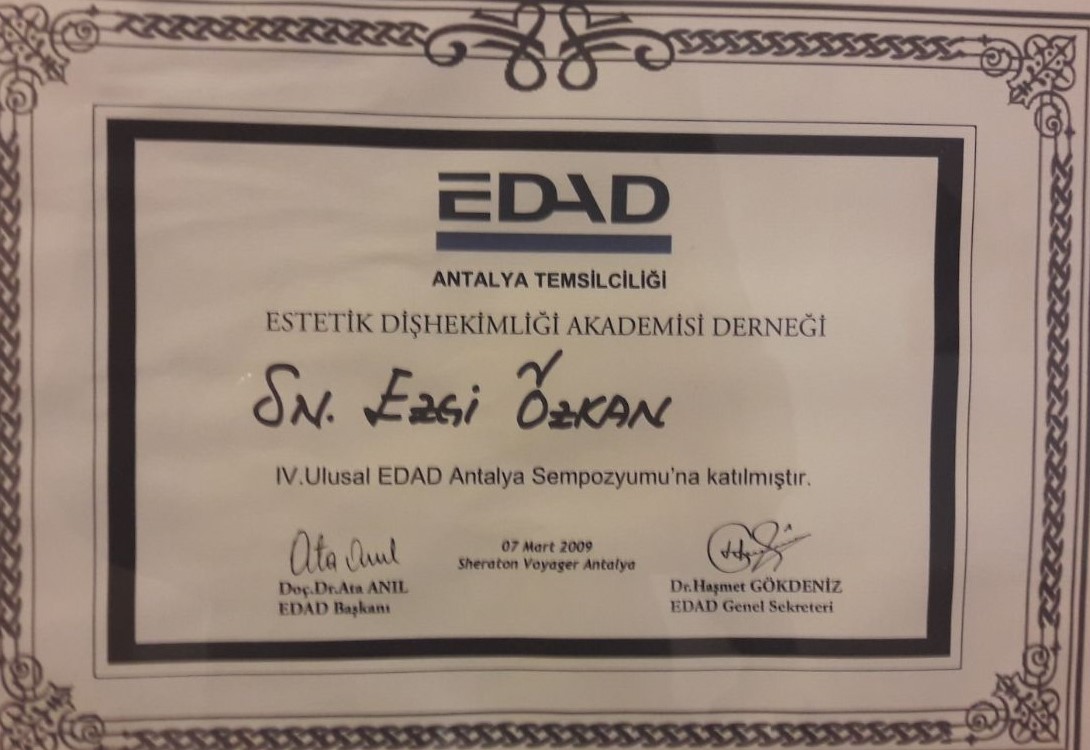 EDAD
ANTALYA TEMSİLCİLİĞİ
ESTETİK DİŞHEKİMLİĞİ AKADEMİSİ DERNEĞİ
SN. EZGİ ÖZKAN
IV.Ulusal EDAD Antalya Sempozyumu'na katılmıştır.
Ata Anıl
07 Mart 2009
Sheraton Voyager Antalya
Doç.Dr.Ata ANIL
EDAD Başkanı
Dr.Haşmet GÖKDENİZ
EDAD Genel Sekreteri